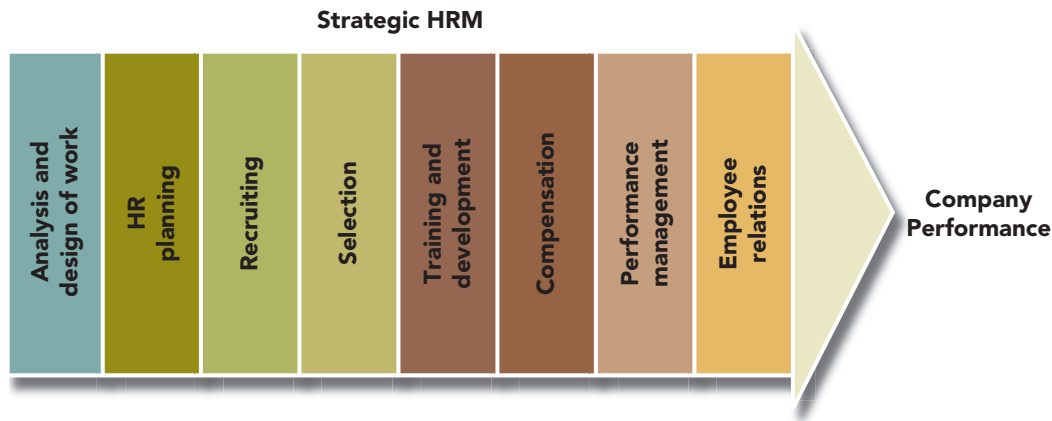 Strategic HRM
Analysis and
design of work
HR
planning
Recruiting
Selection
Training and
development
Compensation
Performance
management
Employee
relations
Company
Performance